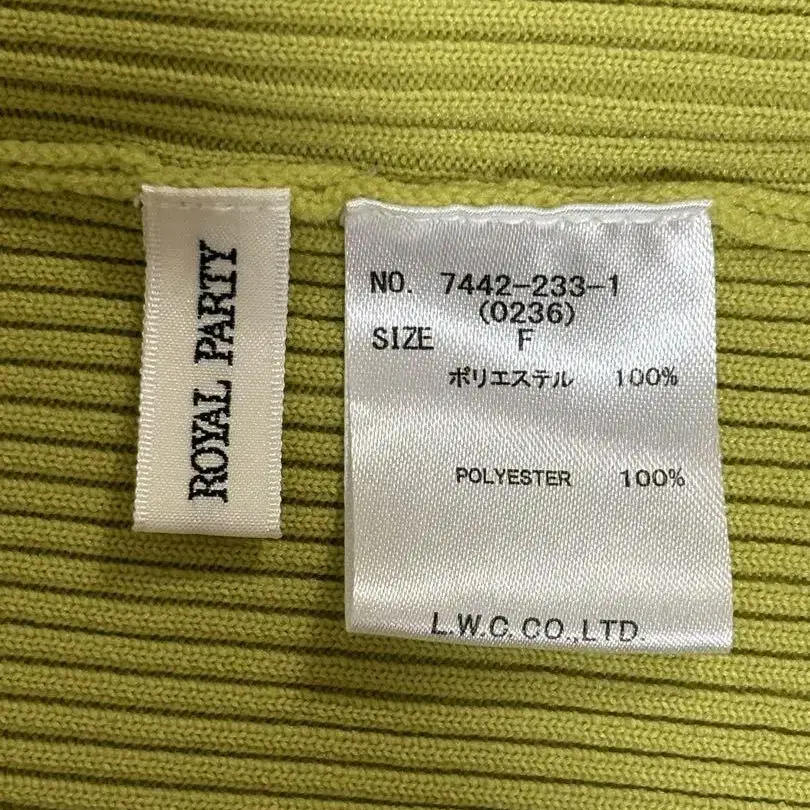 ROYAL PARTY
NO. 7442-233-1
(0236)
SIZE F
ポリエステル 100%
POLYESTER 100%
L.W.C.CO.,LTD.